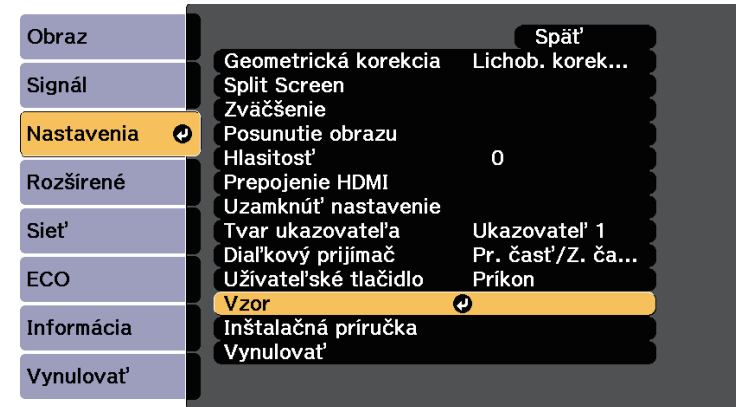 Obraz
Signál
Nastavenia
Rozšírené
Sieť
ECO
Informácia
Vynulovať
Späť
Geometrická korekcia Lichob. korek...
Split Screen
Zväčšenie
Posunutie obrazu
Hlasitosť 0
Prepojenie HDMI
Uzamknúť nastavenie
Tvar ukazovateľa Ukazovateľ 1
Diaľkový prijímač Pr. časť/Z. ča...
Užívateľské tlačidlo Príkon
Vzor
Inštalačná príručka
Vynulovať